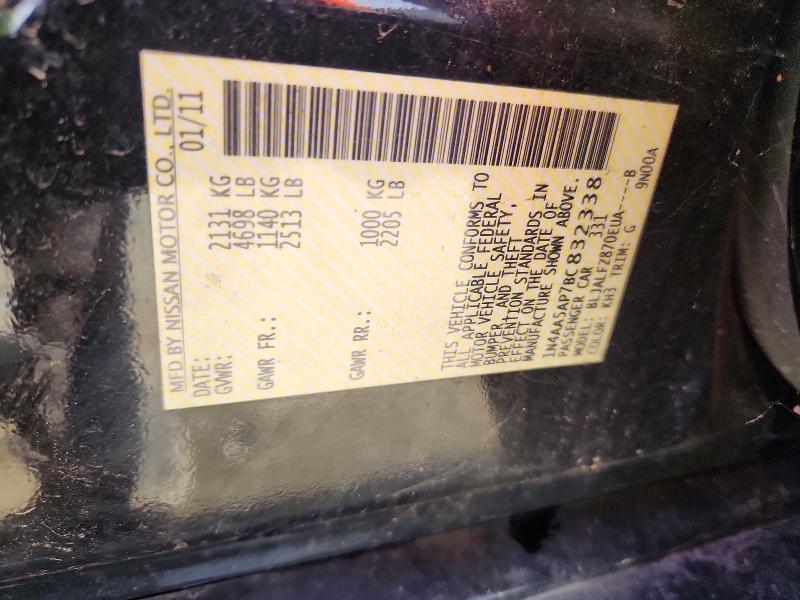 MFD BY NISSAN MOTOR CO., LTD.
DATE: 01/11
GVWR: 2131 KG
4698 LB
GAWR FR.: 1140 KG
2513 LB
GAWR RR.: 1000 KG
2205 LB
THIS VEHICLE CONFORMS TO
ALL APPLICABLE FEDERAL
MOTOR VEHICLE SAFETY,
BUMPER, AND THEFT
PREVENTION STANDARDS IN
EFFECT ON THE DATE OF
MANUFACTURE SHOWN ABOVE.
1N4AA5AP7BC832338
PASSENGER CAR 331
MODEL: BLJALFZ870EUA-----B
COLOR: KH3 TRIM: G 9N00A